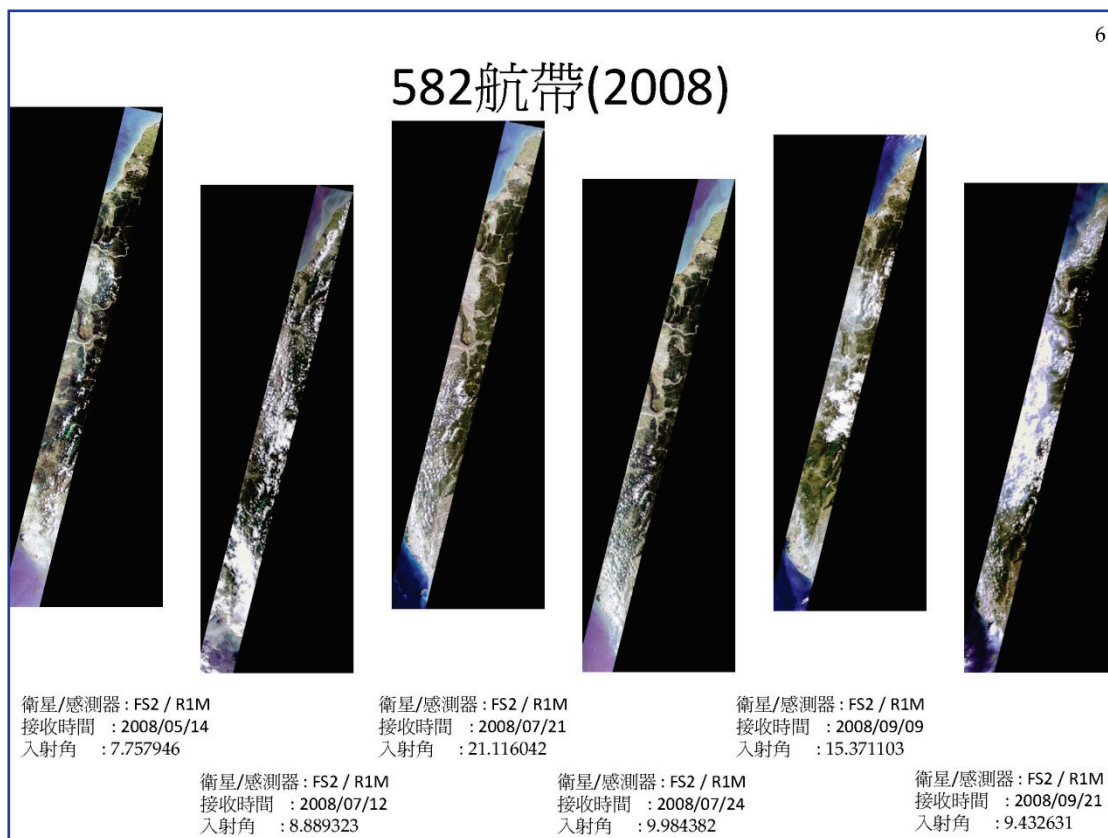 6
582航帶(2008)
衛星/感測器 : FS2 / R1M
接收時間 : 2008/05/14
入射角 : 7.757946
衛星/感測器 : FS2 / R1M
接收時間 : 2008/07/12
入射角 : 8.889323
衛星/感測器 : FS2 / R1M
接收時間 : 2008/07/21
入射角 : 21.116042
衛星/感測器 : FS2 / R1M
接收時間 : 2008/07/24
入射角 : 9.984382
衛星/感測器 : FS2 / R1M
接收時間 : 2008/09/09
入射角 : 15.371103
衛星/感測器 : FS2 / R1M
接收時間 : 2008/09/21
入射角 : 9.432631